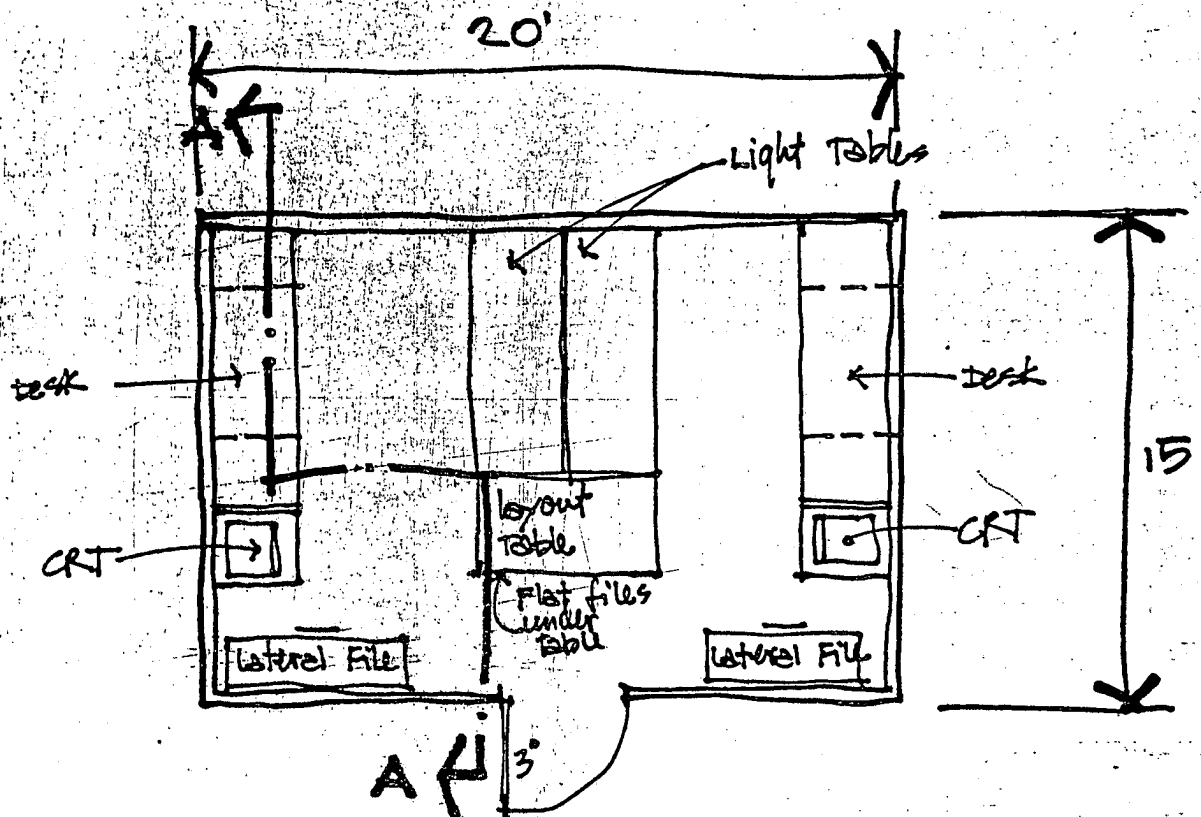 20'
A
Light Tables
Desk
Desk
15
Layout
Table
CRT
CRT
Flat files
under
table
Lateral File
Lateral File
A
3°